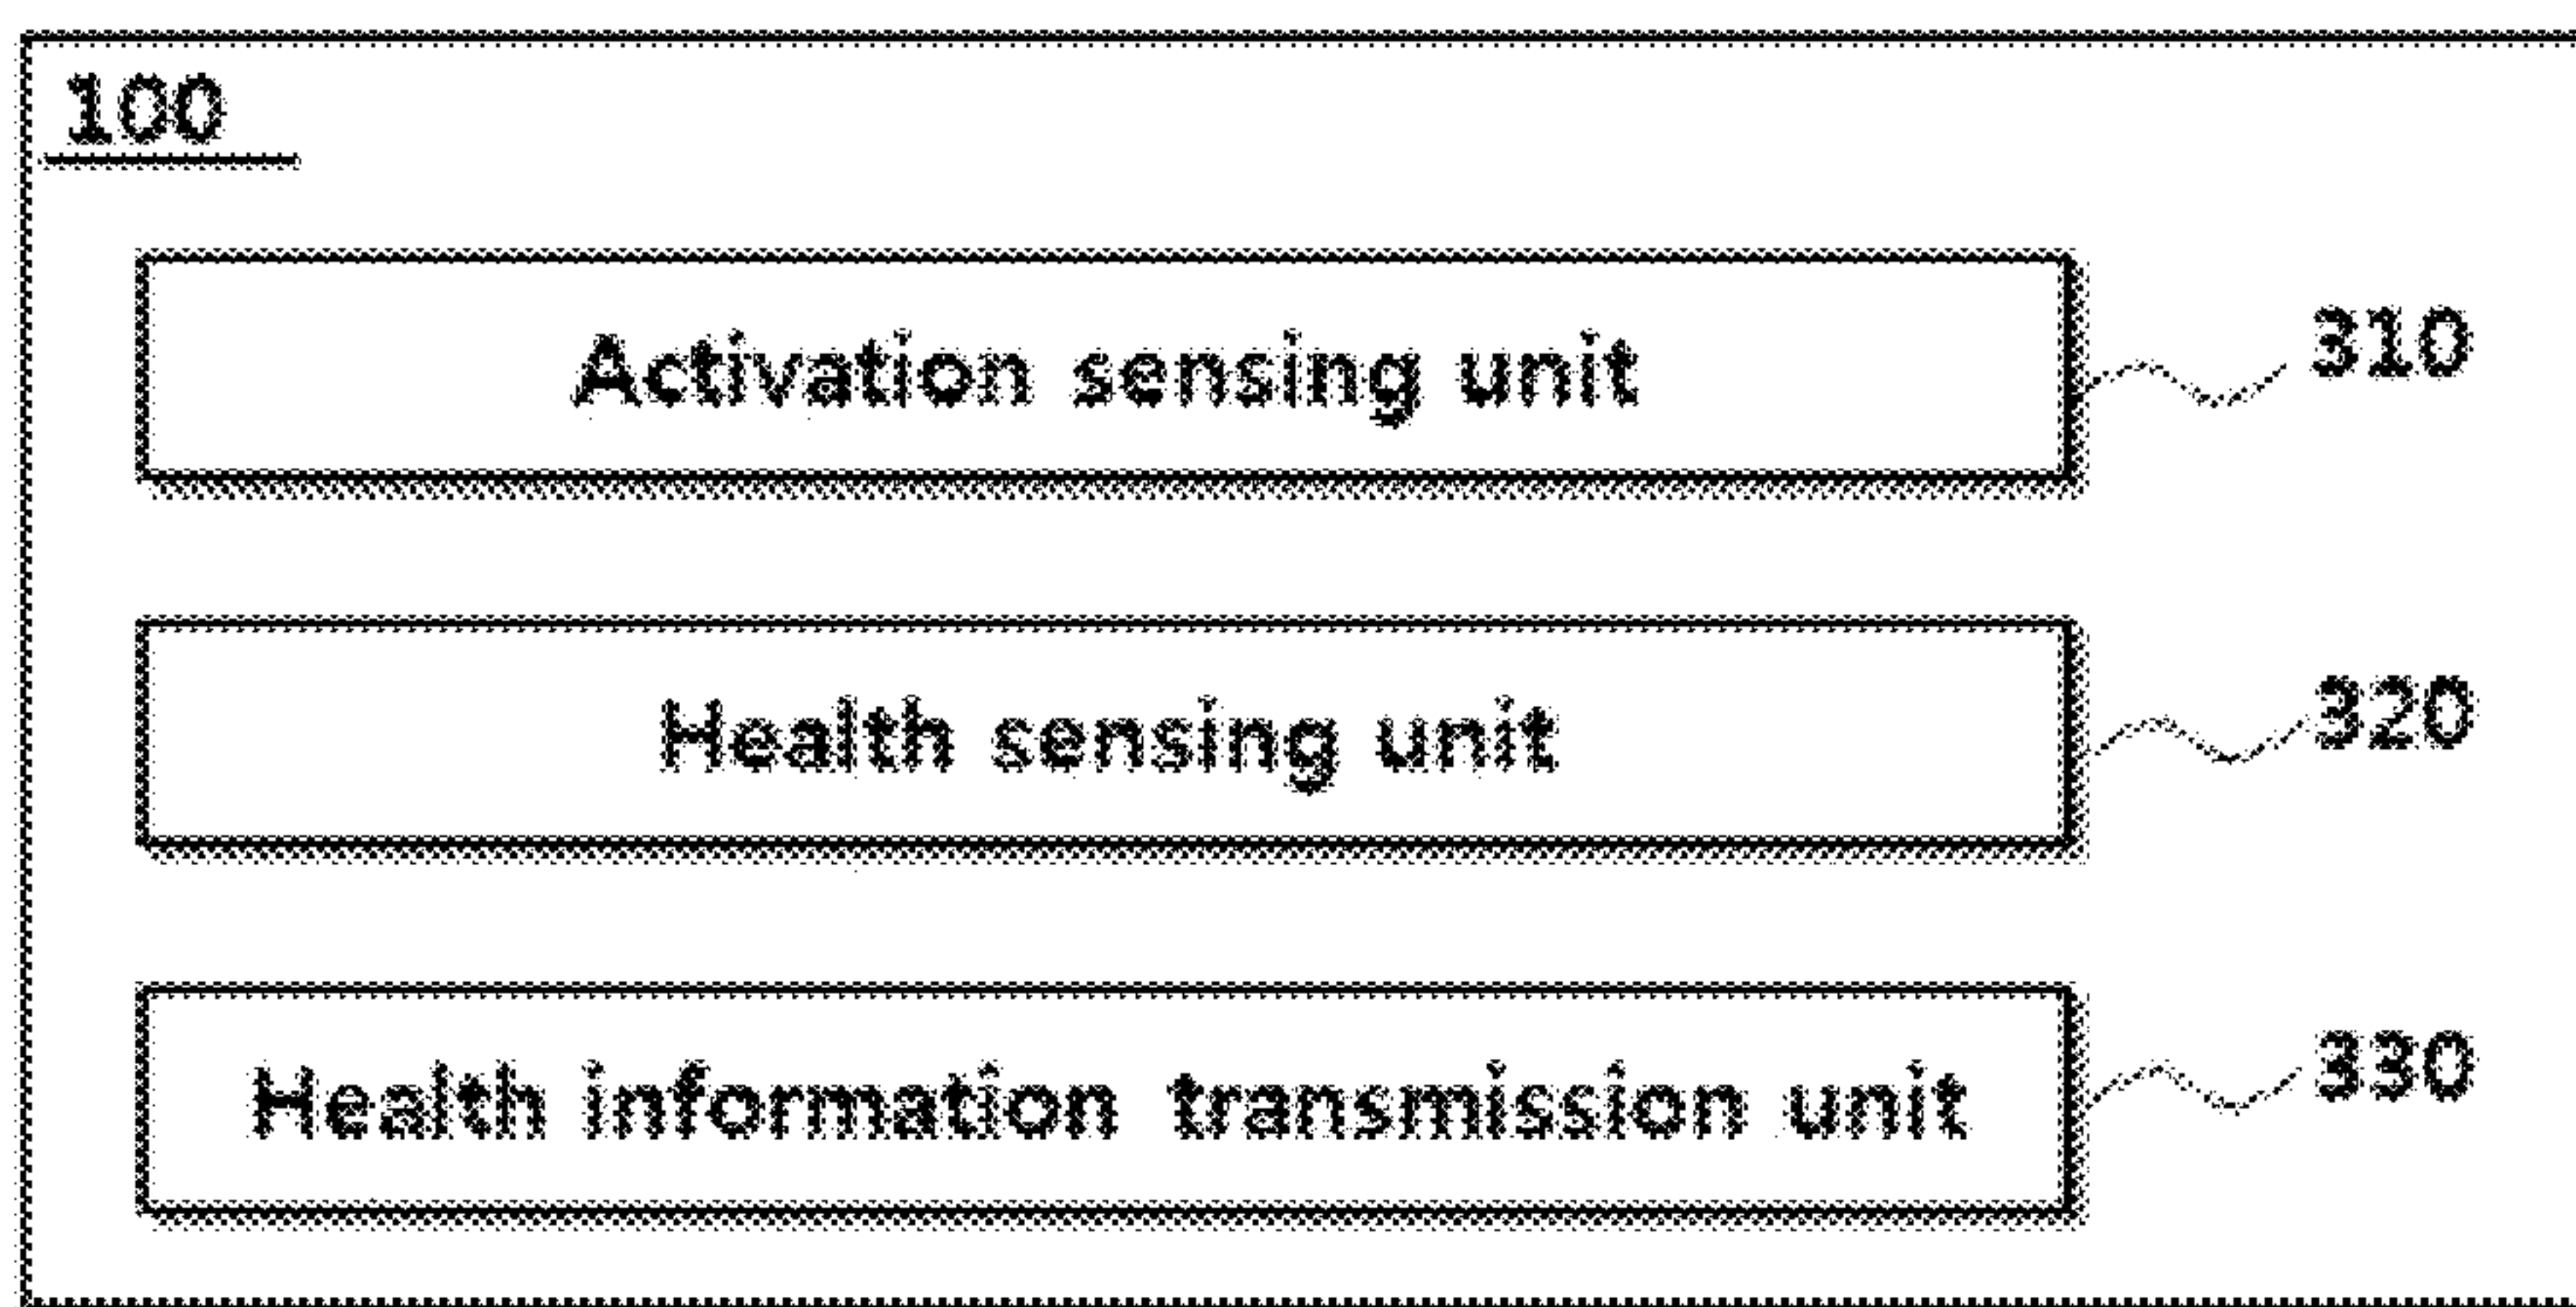 100
Activation sensing unit 310
Health sensing unit 320
Health information transmission unit 330